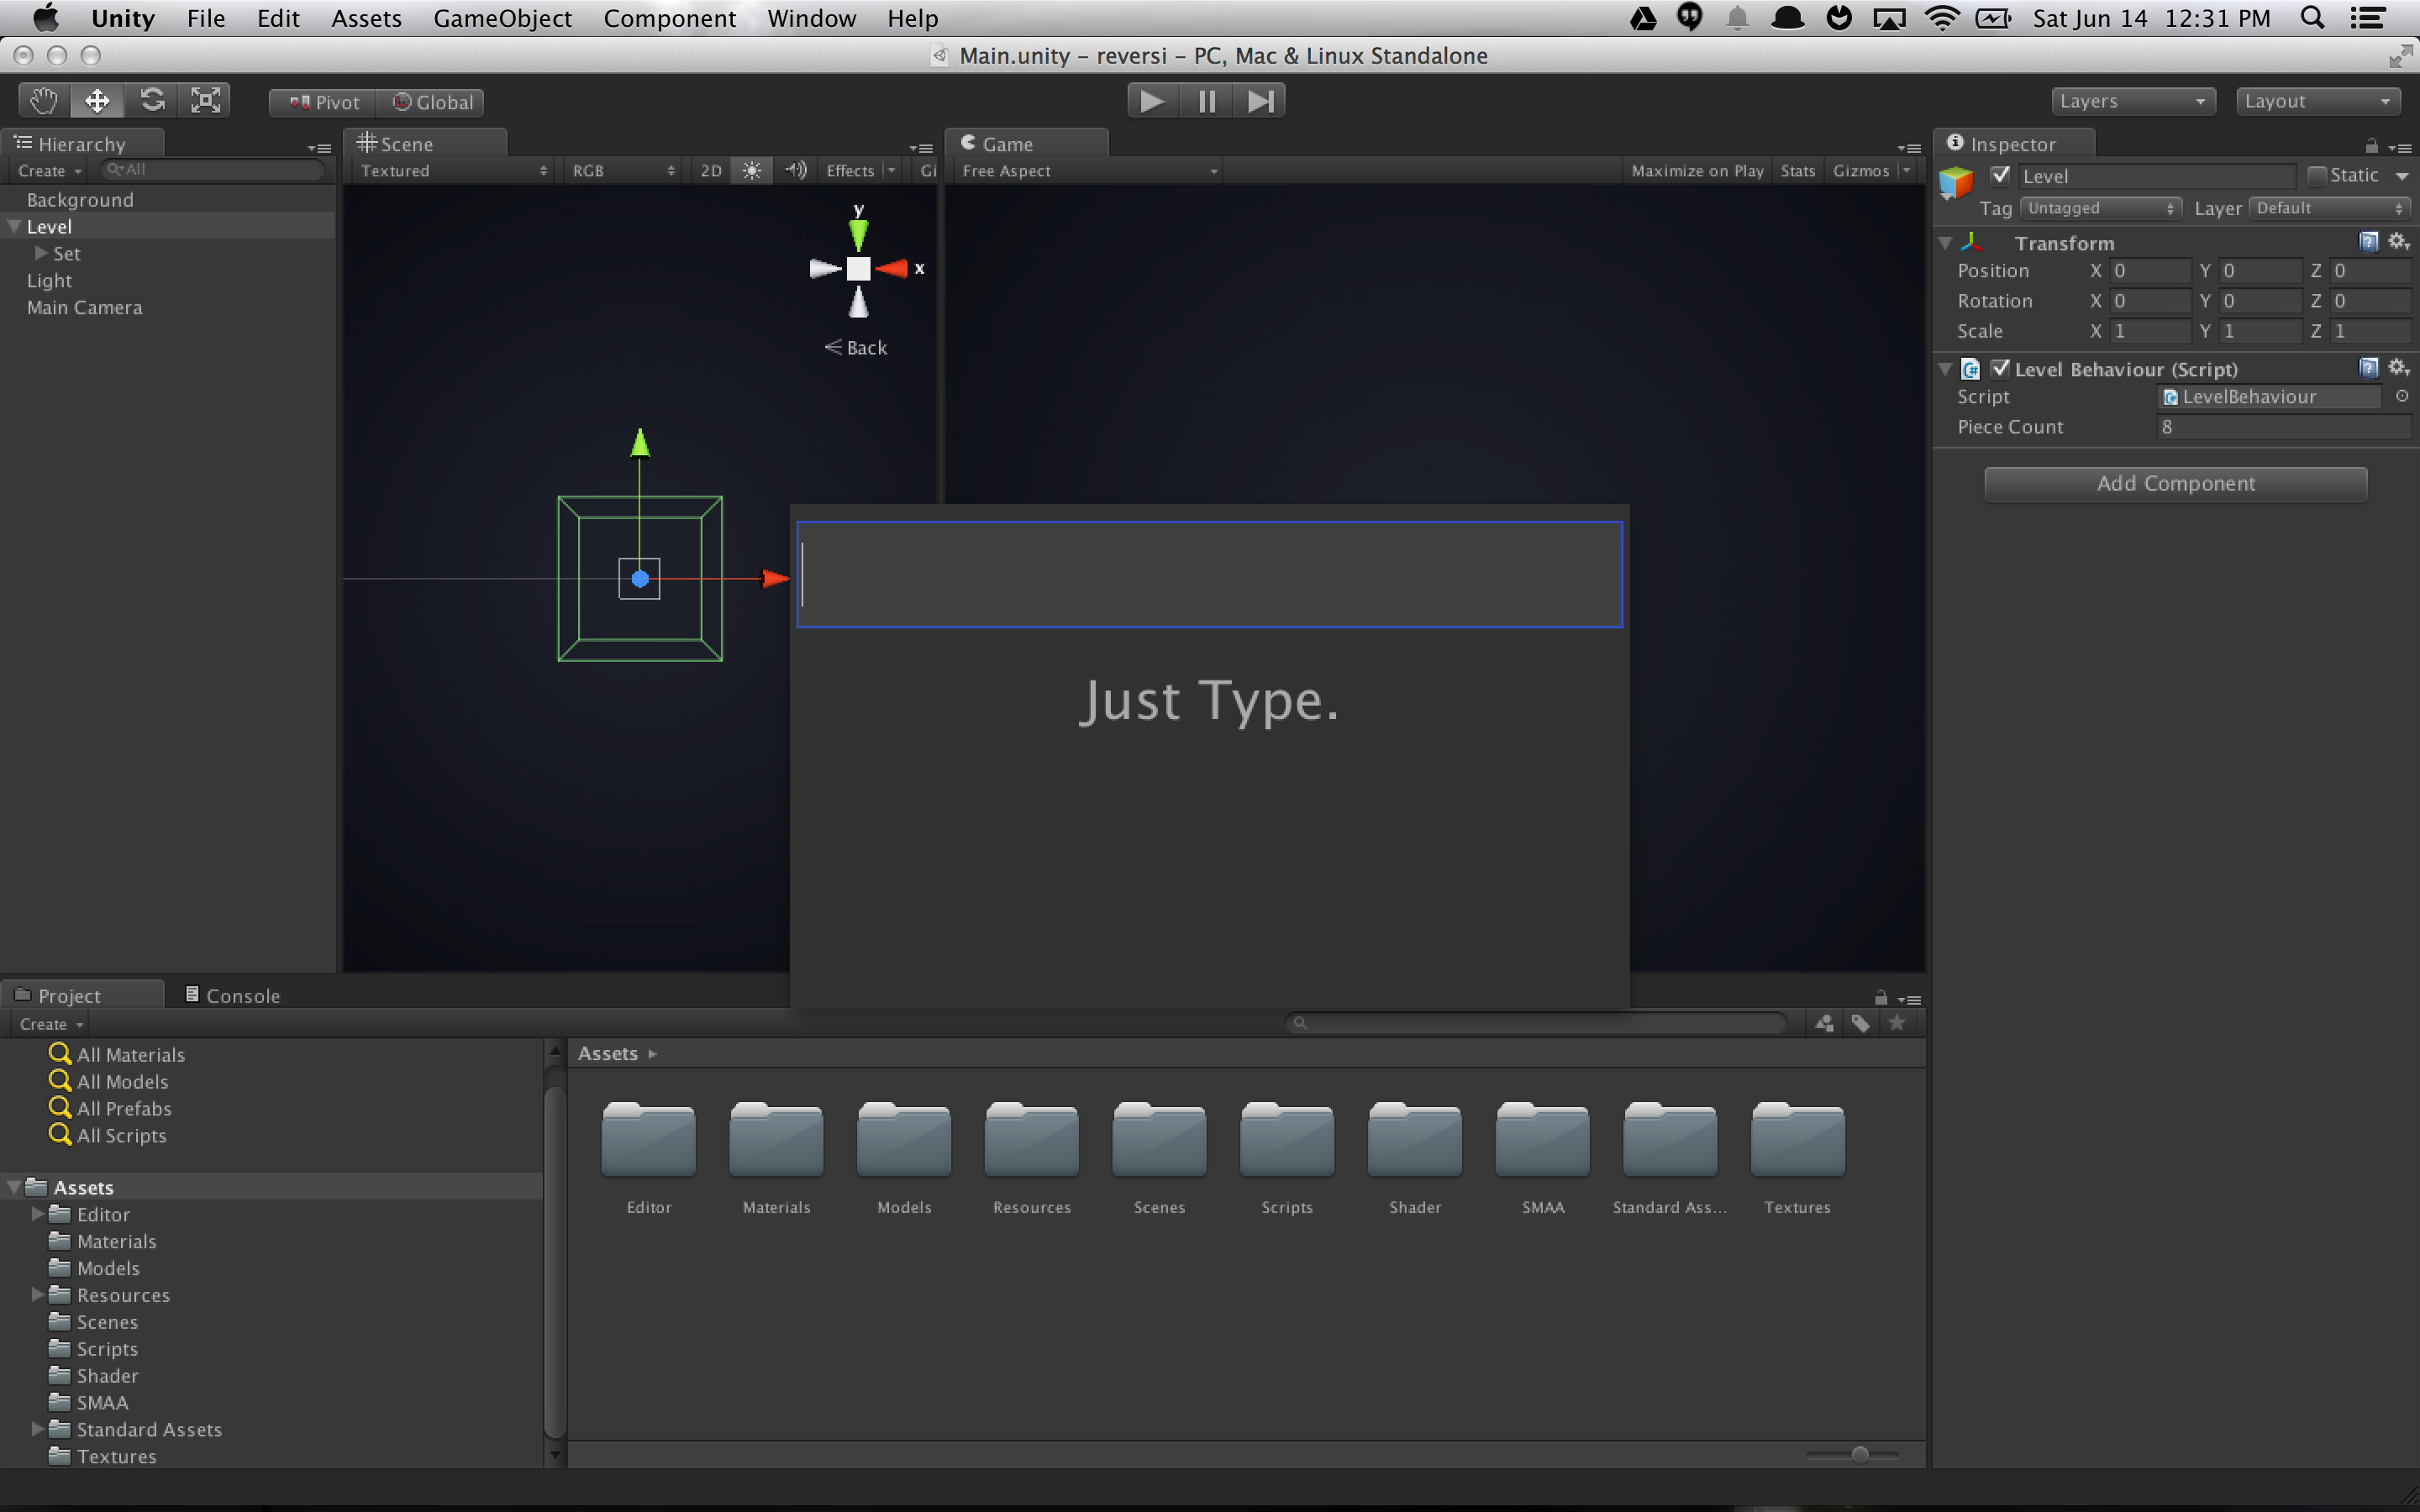 Unity File Edit Assets GameObject Component Window Help Sat Jun 14 12:31 PM
Main.unity – reversi – PC, Mac & Linux Standalone
Pivot Global Layers Layout
Hierarchy
Create All
Background
Level
Set
Light
Main Camera
Scene
Textured RGB 2D Effects Gi
y
x
Back
Game
Free Aspect Maximize on Play Stats Gizmos
Just Type.
Inspector
Level Static
Tag Untagged Layer Default
Transform
Position X 0 Y 0 Z 0
Rotation X 0 Y 0 Z 0
Scale X 1 Y 1 Z 1
Level Behaviour (Script)
Script LevelBehaviour
Piece Count 8
Add Component
Project Console
Create
All Materials
All Models
All Prefabs
All Scripts
Assets
Editor
Materials
Models
Resources
Scenes
Scripts
Shader
SMAA
Standard Assets
Textures
Assets
Editor Materials Models Resources Scenes Scripts Shader SMAA Standard Ass... Textures